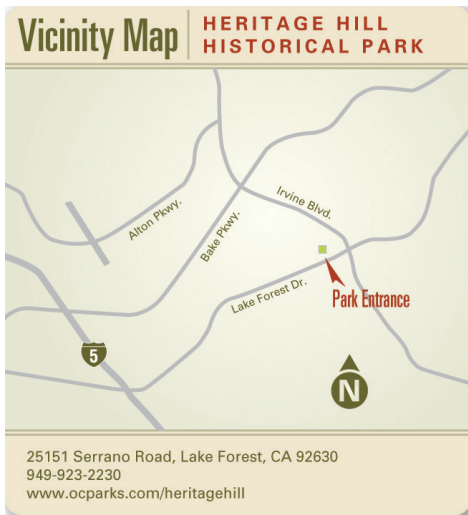 Vicinity Map
HERITAGE HILL
HISTORICAL PARK
Irvine Blvd.
Alton Pkwy.
Bake Pkwy.
Lake Forest Dr.
Park Entrance
5
N
25151 Serrano Road, Lake Forest, CA 92630
949-923-2230
www.ocparks.com/heritagehill